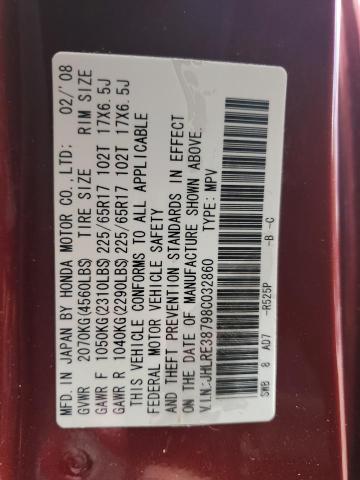 MFD. IN JAPAN BY HONDA MOTOR CO.,LTD: 02/'08
GVWR 2070KG(4560LBS) TIRE SIZE RIM SIZE
GAWR F 1050KG(2310LBS) 225/65R17 102T 17X6.5J
GAWR R 1040KG(2290LBS) 225/65R17 102T 17X6.5J
THIS VEHICLE CONFORMS TO ALL APPLICABLE
FEDERAL MOTOR VEHICLE SAFETY
AND THEFT PREVENTION STANDARDS IN EFFECT
ON THE DATE OF MANUFACTURE SHOWN ABOVE.
V.I.N.:JHLRE38798C032860 TYPE: MPV
SWB 8 AD7 -R525P -B -C